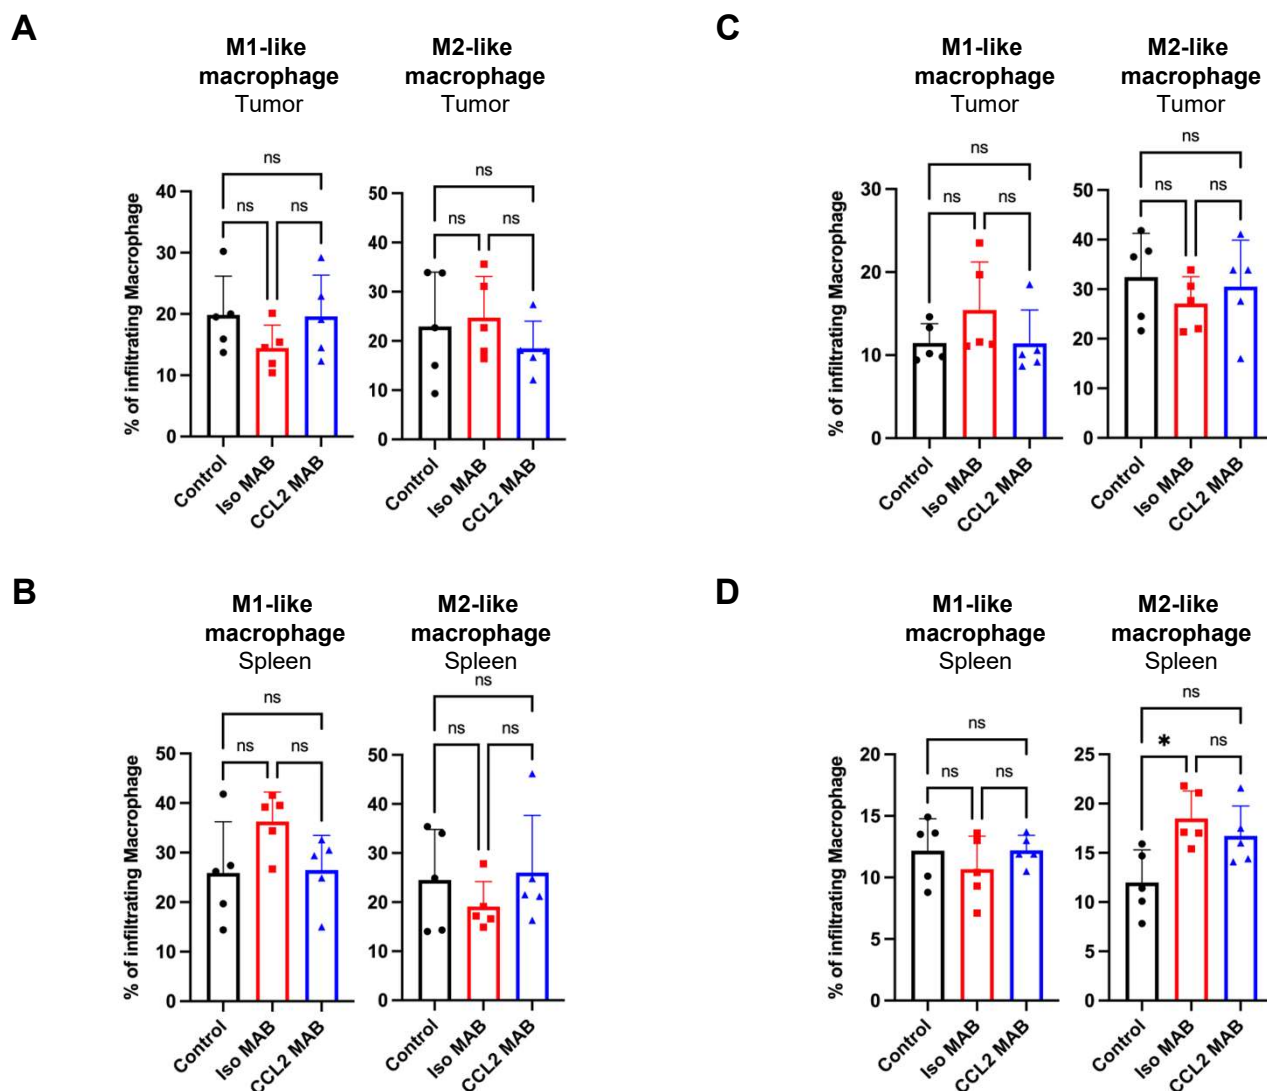 A
M1-like
macrophage
Tumor
M2-like
macrophage
Tumor
ns
ns
ns
% of infiltrating Macrophage
40
30
20
10
0
Control
Iso MAB
CCL2 MAB
ns
ns
ns
50
40
30
20
10
0
Control
Iso MAB
CCL2 MAB
C
M1-like
macrophage
Tumor
M2-like
macrophage
Tumor
ns
ns
ns
% of infiltrating Macrophage
30
20
10
0
Control
Iso MAB
CCL2 MAB
ns
ns
ns
50
40
30
20
10
0
Control
Iso MAB
CCL2 MAB
B
M1-like
macrophage
Spleen
M2-like
macrophage
Spleen
ns
ns
ns
% of infiltrating Macrophage
50
40
30
20
10
0
Control
Iso MAB
CCL2 MAB
ns
ns
ns
50
40
30
20
10
0
Control
Iso MAB
CCL2 MAB
D
M1-like
macrophage
Spleen
M2-like
macrophage
Spleen
ns
ns
ns
% of infiltrating Macrophage
20
15
10
5
0
Control
Iso MAB
CCL2 MAB
ns
*
ns
25
20
15
10
5
0
Control
Iso MAB
CCL2 MAB